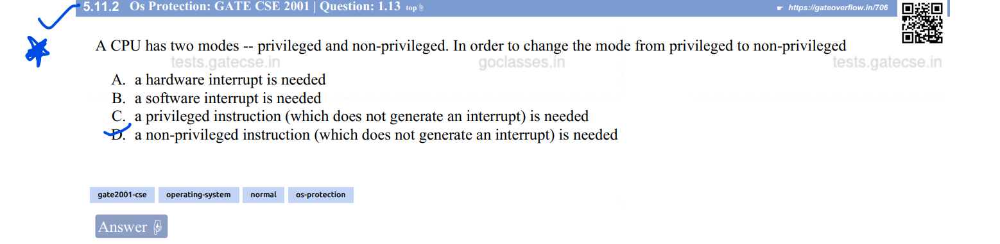 5.11.2 Os Protection: GATE CSE 2001 | Question: 1.13 top☝ ☛ https://gateoverflow.in/706
A CPU has two modes -- privileged and non-privileged. In order to change the mode from privileged to non-privileged
tests.gatecse.in goclasses.in tests.gatecse.in
A. a hardware interrupt is needed
B. a software interrupt is needed
C. a privileged instruction (which does not generate an interrupt) is needed
D. a non-privileged instruction (which does not generate an interrupt) is needed
gate2001-cse operating-system normal os-protection
Answer ☟